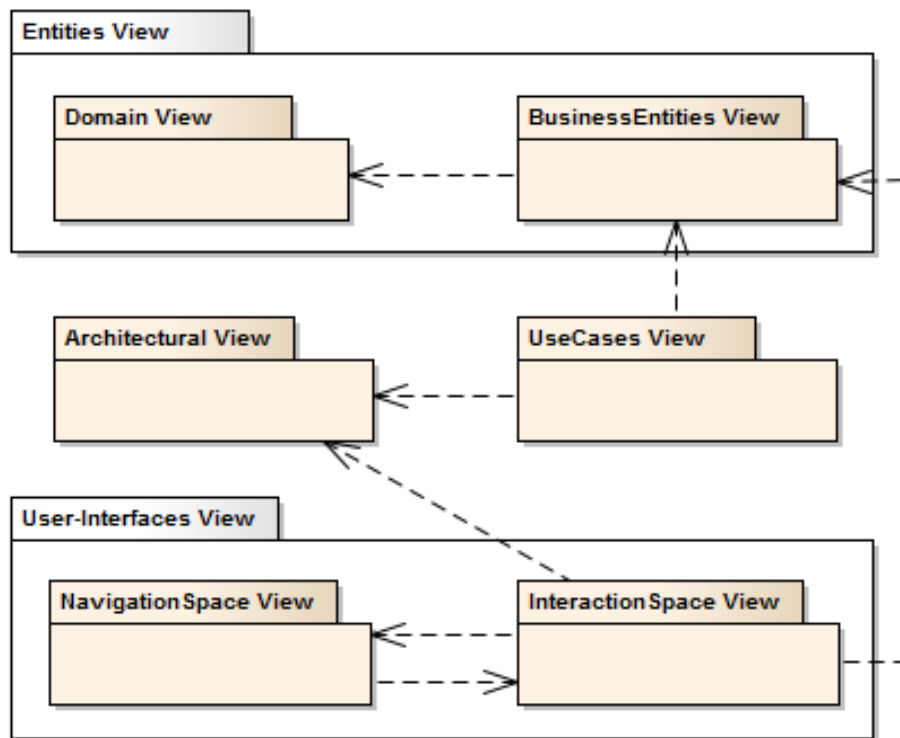 Entities View
Domain View
BusinessEntities View
Architectural View
UseCases View
User-Interfaces View
NavigationSpace View
InteractionSpace View